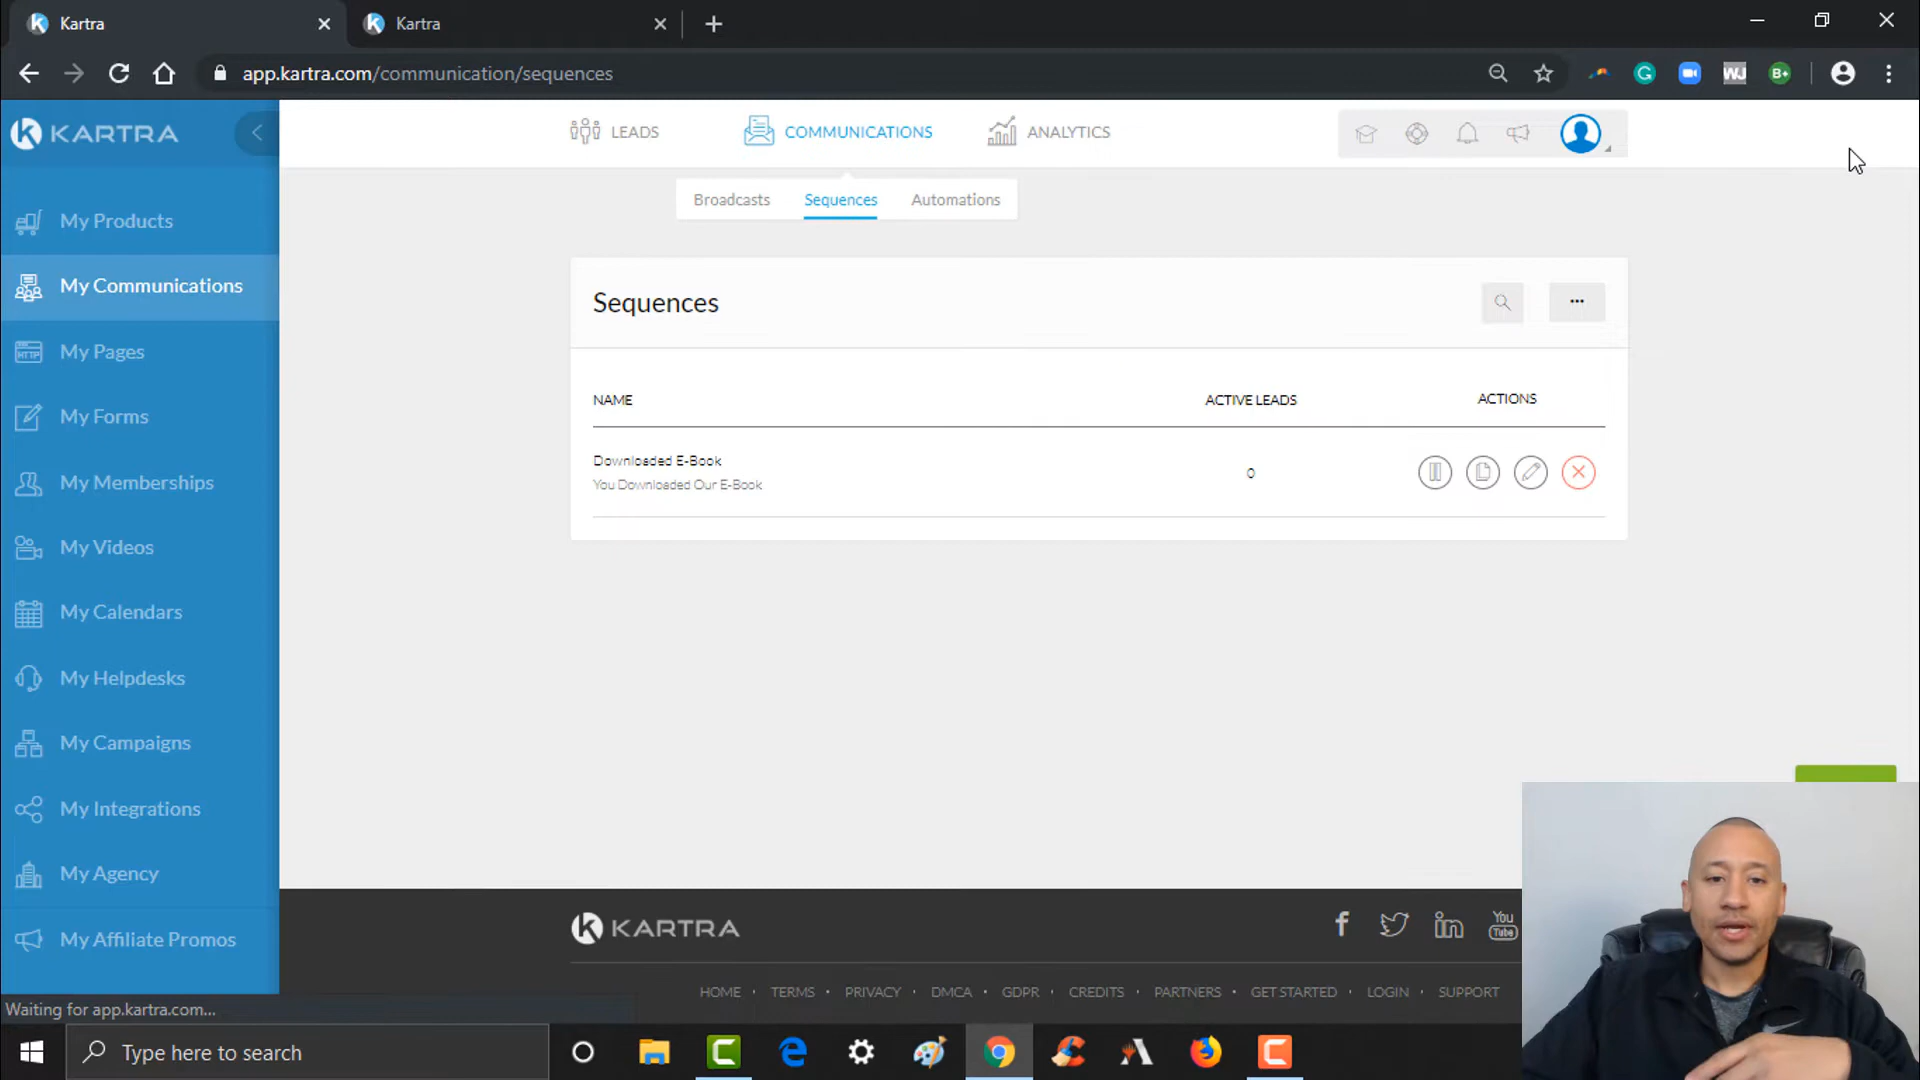 Kartra
Kartra
app.kartra.com/communication/sequences
KARTRA
LEADS
COMMUNICATIONS
ANALYTICS
Broadcasts
Sequences
Automations
My Products
My Communications
My Pages
My Forms
My Memberships
My Videos
My Calendars
My Helpdesks
My Campaigns
My Integrations
My Agency
My Affiliate Promos
Sequences
NAME
ACTIVE LEADS
ACTIONS
Downloaded E-Book
You Downloaded Our E-Book
0
KARTRA
You
Tube
HOME · TERMS · PRIVACY · DMCA · GDPR · CREDITS · PARTNERS · GET STARTED · LOGIN · SUPPORT
Waiting for app.kartra.com...
Type here to search